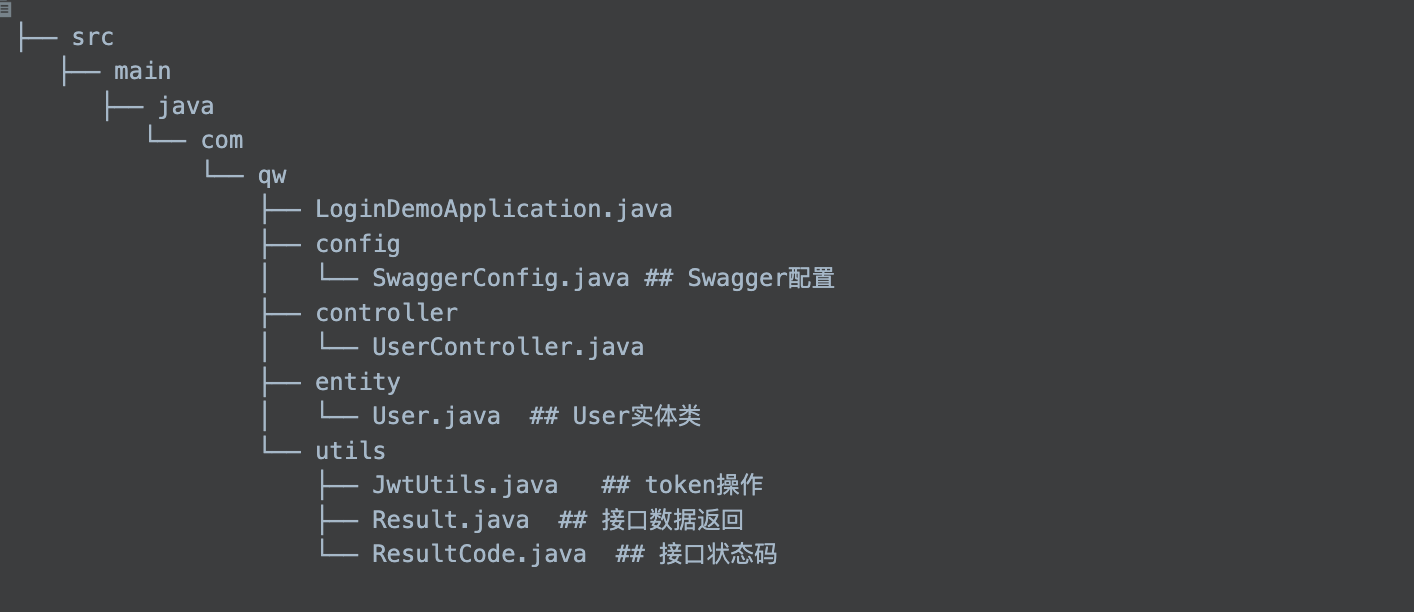 ├── src
   ├── main
      ├── java
         └── com
             └── qw
                 ├── LoginDemoApplication.java
                 ├── config
                 │   └── SwaggerConfig.java ## Swagger配置
                 ├── controller
                 │   └── UserController.java
                 ├── entity
                 │   └── User.java  ## User实体类
                 └── utils
                     ├── JwtUtils.java   ## token操作
                     ├── Result.java  ## 接口数据返回
                     └── ResultCode.java  ## 接口状态码